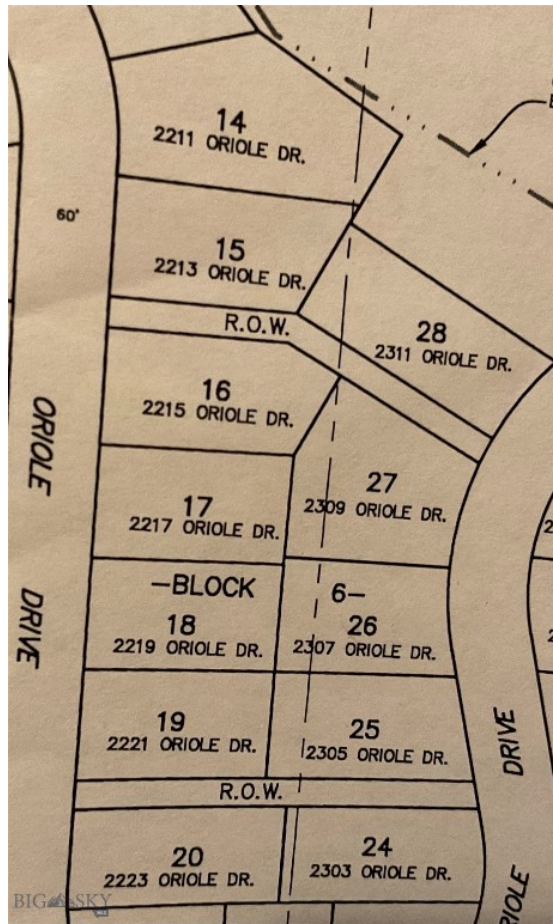 14
2211 ORIOLE DR.
60'
15
2213 ORIOLE DR.
R.O.W.
28
2311 ORIOLE DR.
16
2215 ORIOLE DR.
ORIOLE DRIVE
27
2309 ORIOLE DR.
17
2217 ORIOLE DR.
-BLOCK 6-
18
2219 ORIOLE DR.
26
2307 ORIOLE DR.
19
2221 ORIOLE DR.
25
2305 ORIOLE DR.
DRIVE
R.O.W.
20
2223 ORIOLE DR.
24
2303 ORIOLE DR.
BIG SKY